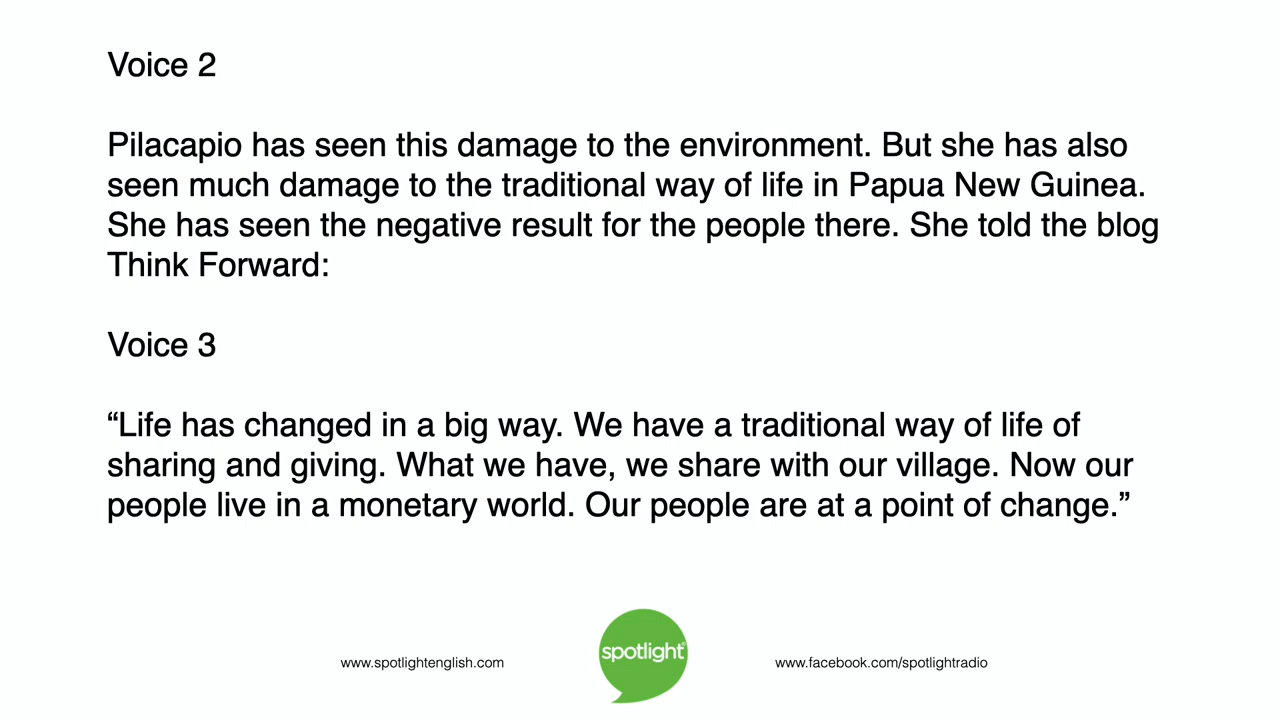 Voice 2
Pilacapio has seen this damage to the environment. But she has also
seen much damage to the traditional way of life in Papua New Guinea.
She has seen the negative result for the people there. She told the blog
Think Forward:
Voice 3
“Life has changed in a big way. We have a traditional way of life of
sharing and giving. What we have, we share with our village. Now our
people live in a monetary world. Our people are at a point of change.”
www.spotlightenglish.com
spotlight®
www.facebook.com/spotlightradio